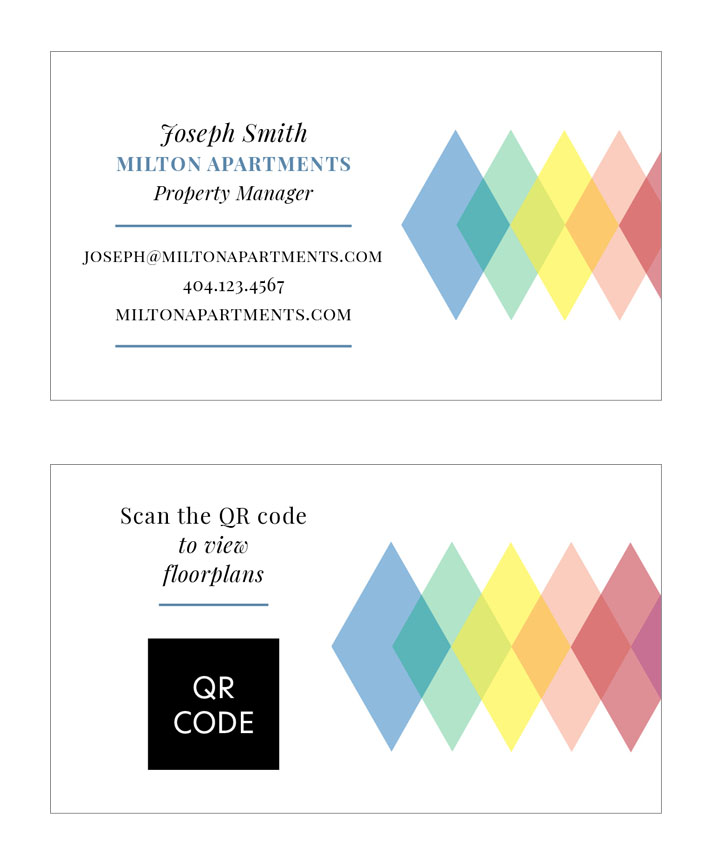 Joseph Smith
MILTON APARTMENTS
Property Manager
JOSEPH@MILTONAPARTMENTS.COM
404.123.4567
MILTONAPARTMENTS.COM
Scan the QR code
to view
floorplans
QR
CODE